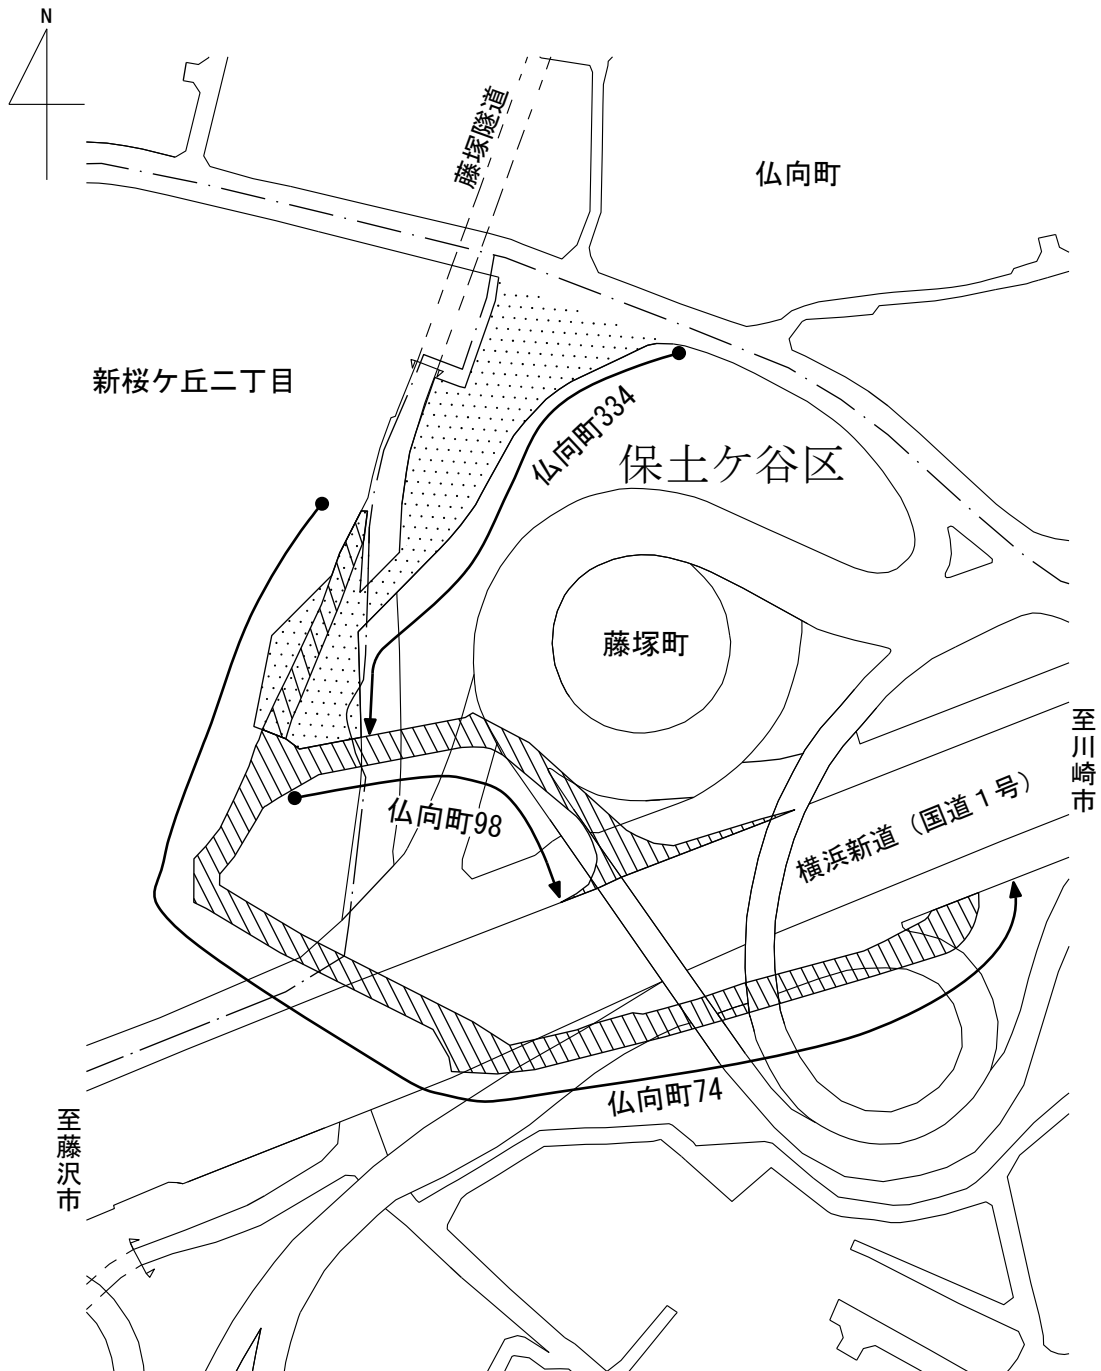 N
藤塚隧道
仏向町
新桜ケ丘二丁目
仏向町334
保土ケ谷区
藤塚町
至川崎市
横浜新道（国道１号）
仏向町98
仏向町74
至藤沢市